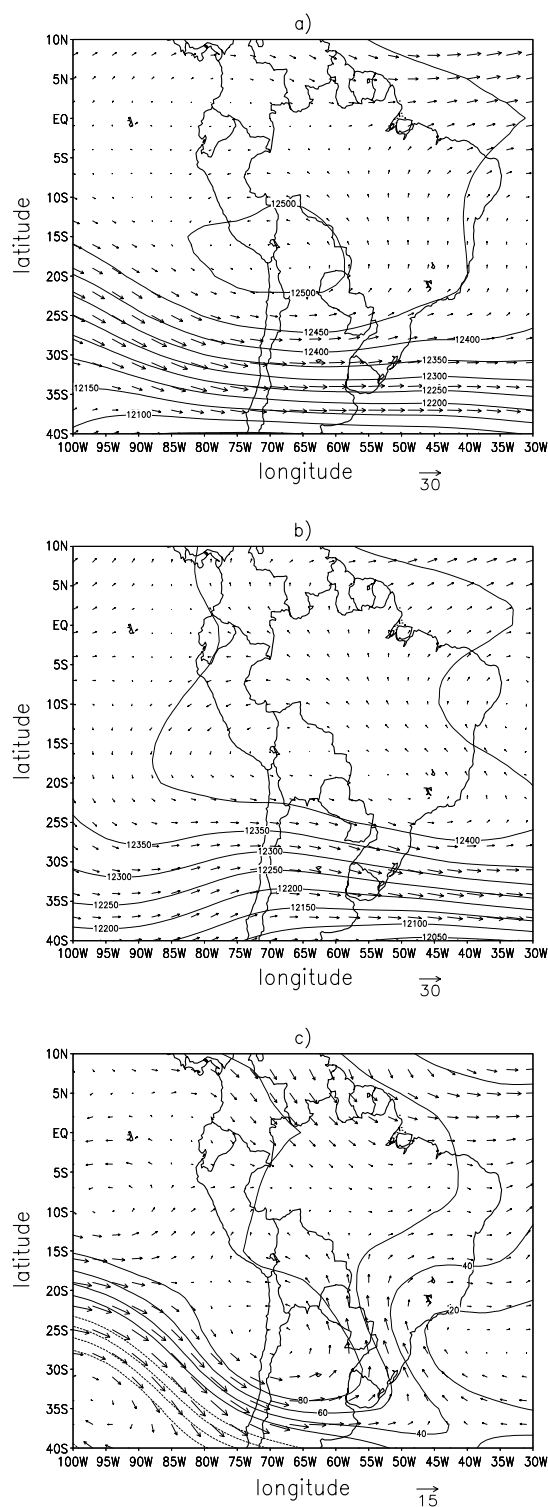 a)
10N
5N
EQ
5S
10S
15S
20S
25S
30S
35S
40S
latitude
12500
12500
12450
12400
12400
12350
12300
12250
12200
12150
12100
100W 95W 90W 85W 80W 75W 70W 65W 60W 55W 50W 45W 40W 35W 30W
longitude
30
b)
10N
5N
EQ
5S
10S
15S
20S
25S
30S
35S
40S
latitude
12350
12350
12400
12300
12300
12250
12250
12200
12200
12150
12100
12050
100W 95W 90W 85W 80W 75W 70W 65W 60W 55W 50W 45W 40W 35W 30W
longitude
30
c)
10N
5N
EQ
5S
10S
15S
20S
25S
30S
35S
40S
latitude
40
20
80
60
40
100W 95W 90W 85W 80W 75W 70W 65W 60W 55W 50W 45W 40W 35W 30W
longitude
15